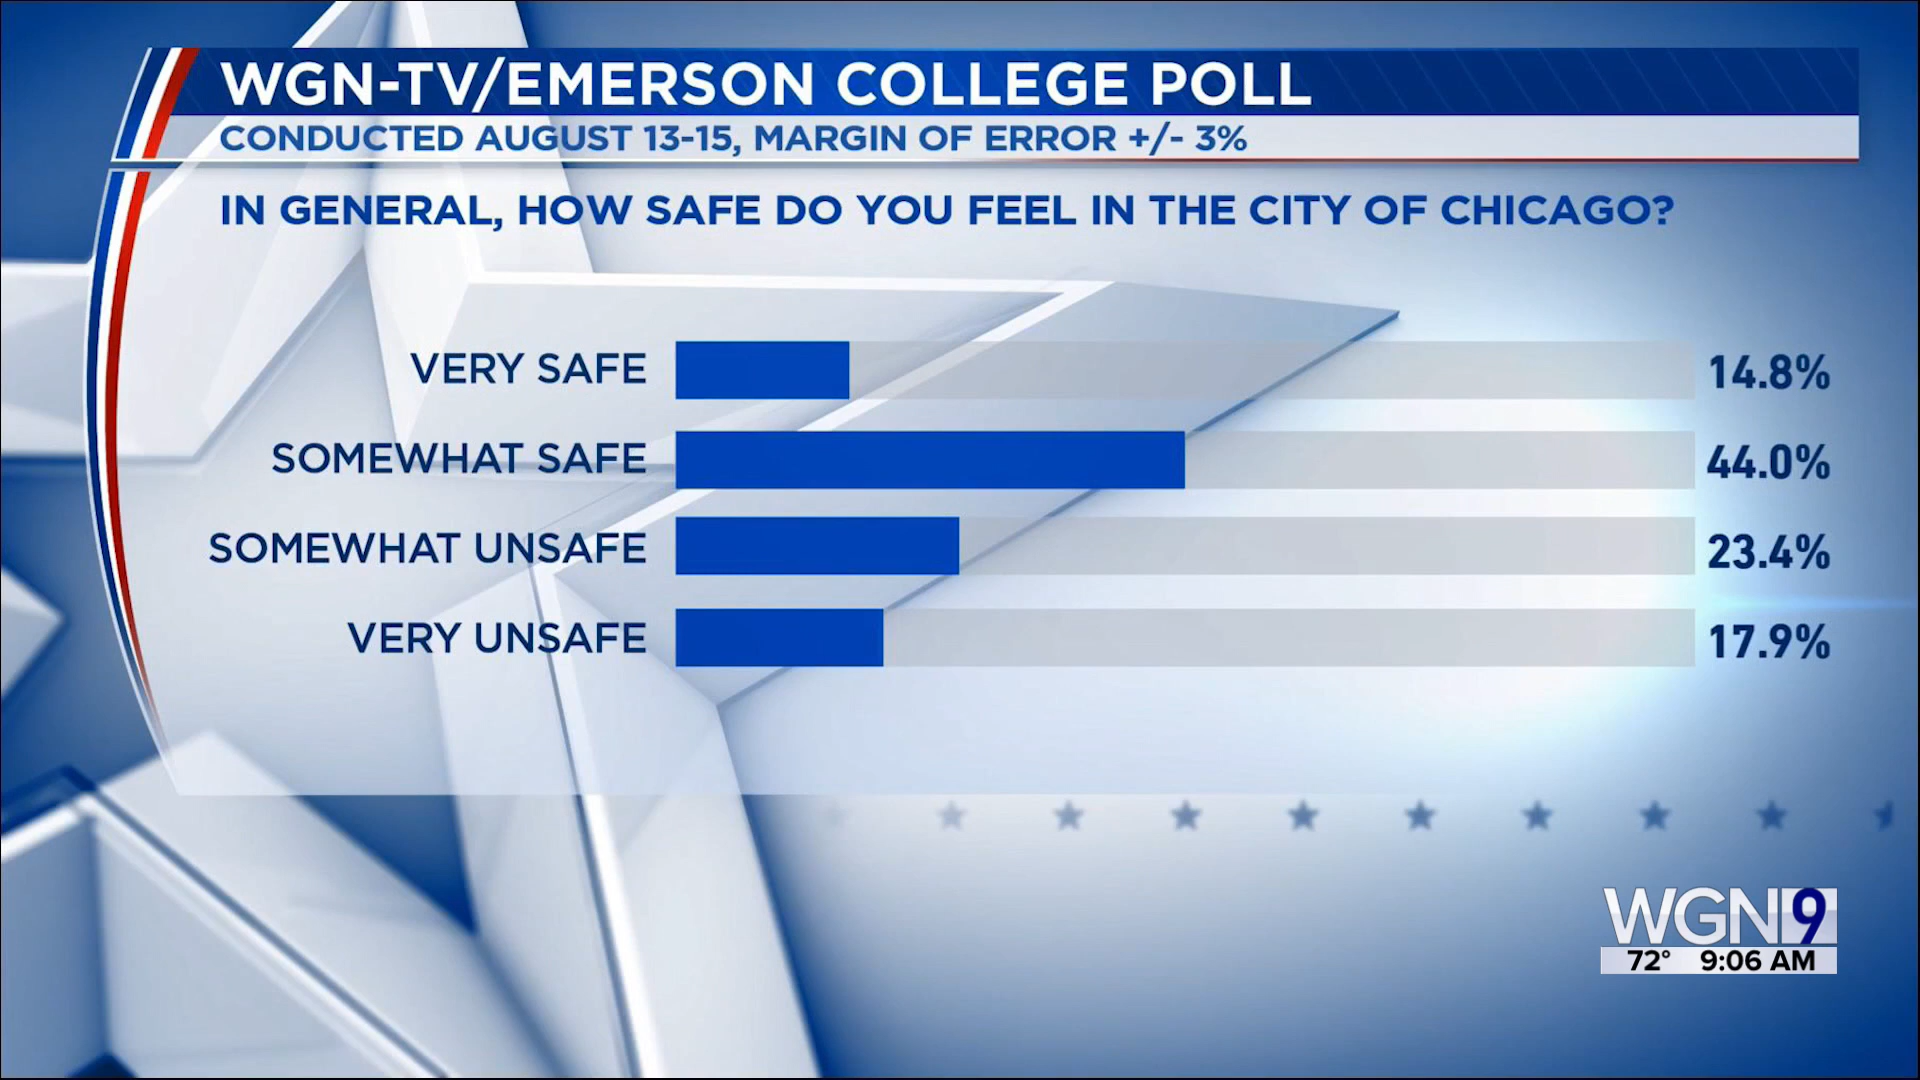 WGN-TV/EMERSON COLLEGE POLL
CONDUCTED AUGUST 13-15, MARGIN OF ERROR +/- 3%
IN GENERAL, HOW SAFE DO YOU FEEL IN THE CITY OF CHICAGO?
VERY SAFE 14.8%
SOMEWHAT SAFE 44.0%
SOMEWHAT UNSAFE 23.4%
VERY UNSAFE 17.9%
WGN9
72° 9:06 AM